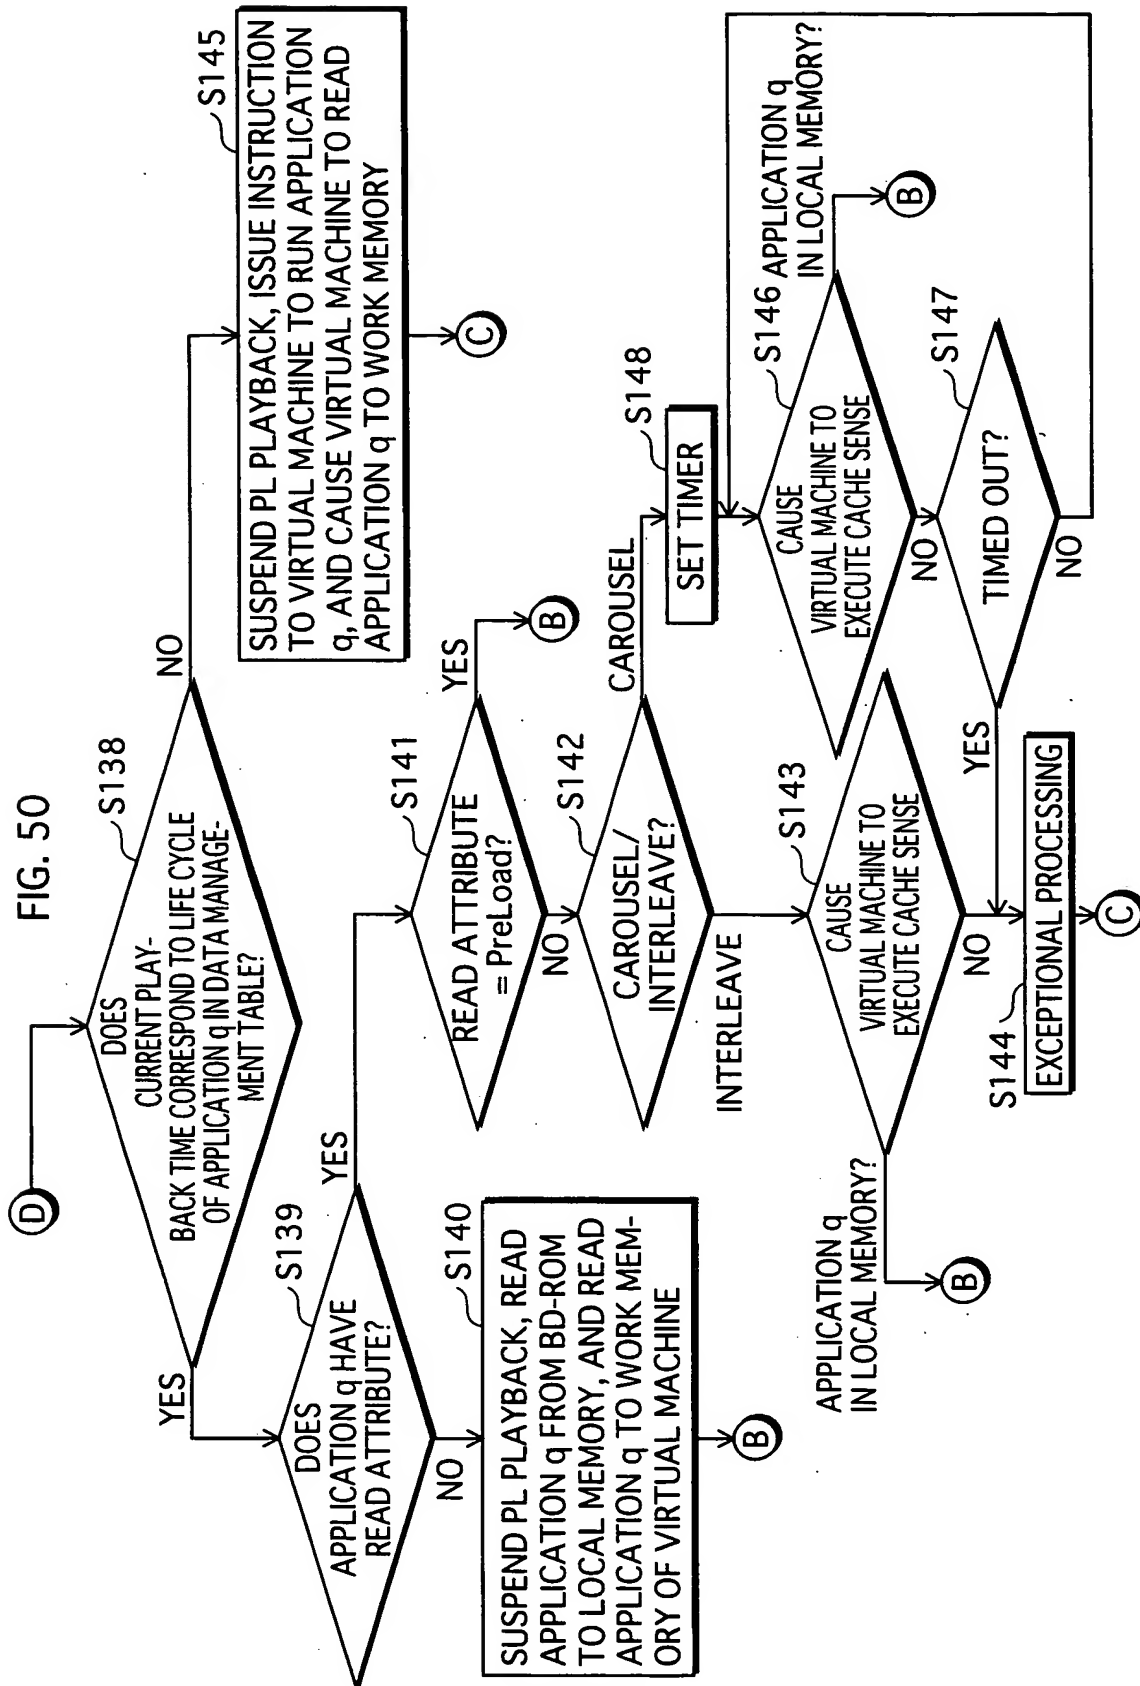 FIG. 50
D
S138
DOES
CURRENT PLAY-
BACK TIME CORRESPOND TO LIFE CYCLE
OF APPLICATION q IN DATA MANAGE-
MENT TABLE?
YES
NO
S145
SUSPEND PL PLAYBACK, ISSUE INSTRUCTION
TO VIRTUAL MACHINE TO RUN APPLICATION
q, AND CAUSE VIRTUAL MACHINE TO READ
APPLICATION q TO WORK MEMORY
C
S139
DOES
APPLICATION q HAVE
READ ATTRIBUTE?
YES
NO
S140
SUSPEND PL PLAYBACK, READ
APPLICATION q FROM BD-ROM
TO LOCAL MEMORY, AND READ
APPLICATION q TO WORK MEM-
ORY OF VIRTUAL MACHINE
B
S141
READ ATTRIBUTE
= PreLoad?
YES
B
NO
S142
CAROUSEL/
INTERLEAVE?
CAROUSEL
INTERLEAVE
S148
SET TIMER
S143
CAUSE
VIRTUAL MACHINE TO
EXECUTE CACHE SENSE
APPLICATION q
IN LOCAL MEMORY?
B
NO
S146
CAUSE
VIRTUAL MACHINE TO
EXECUTE CACHE SENSE
APPLICATION q
IN LOCAL MEMORY?
B
NO
S147
TIMED OUT?
YES
NO
S144
EXCEPTIONAL PROCESSING
C